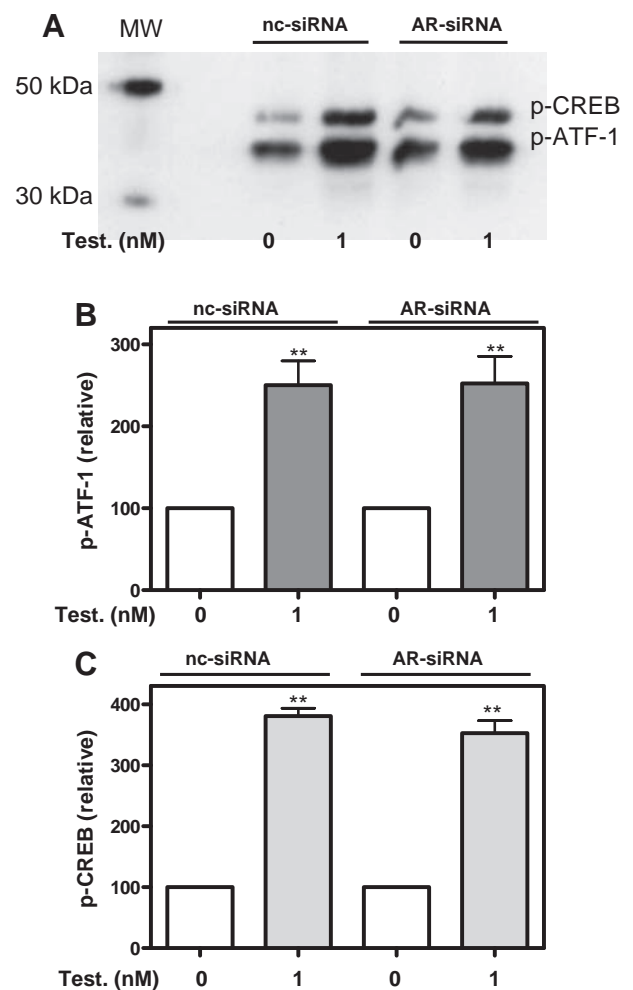 A MW nc-siRNA AR-siRNA
50 kDa
p-CREB
p-ATF-1
30 kDa
Test. (nM) 0 1 0 1
B nc-siRNA AR-siRNA
300
**
**
200
100
0
p-ATF-1 (relative)
Test. (nM) 0 1 0 1
C nc-siRNA AR-siRNA
400
**
**
300
200
100
0
p-CREB (relative)
Test. (nM) 0 1 0 1